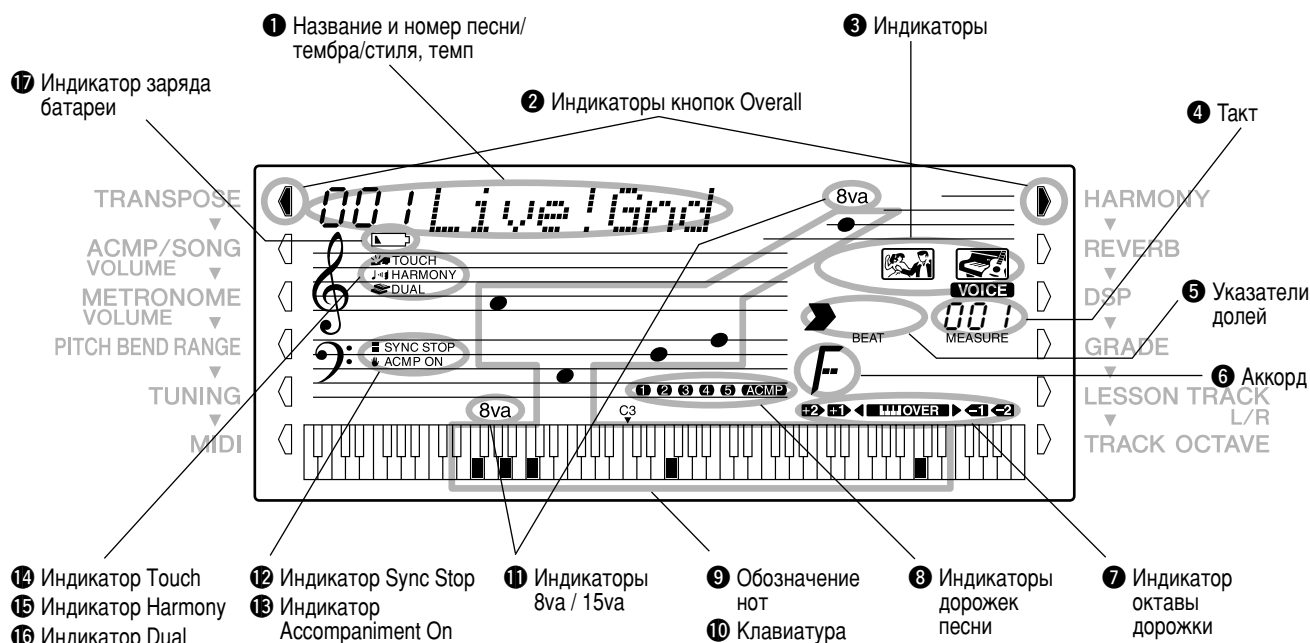 ❶ Название и номер песни/
тембра/стиля, темп
❸ Индикаторы
⓱ Индикатор заряда
батареи
❷ Индикаторы кнопок Overall
❹ Такт
TRANSPOSE
ACMP/SONG
VOLUME
METRONOME
VOLUME
PITCH BEND RANGE
TUNING
MIDI
001Live!Gnd
8va
TOUCH
HARMONY
DUAL
VOICE
001
BEAT
MEASURE
SYNC STOP
ACMP ON
F
1 2 3 4 5 ACMP
+2 +1 OVER -1 -2
8va
C3
HARMONY
REVERB
DSP
GRADE
LESSON TRACK
L/R
TRACK OCTAVE
❺ Указатели
долей
❻ Аккорд
⓮ Индикатор Touch
⓯ Индикатор Harmony
⓰ Индикатор Dual
⓬ Индикатор Sync Stop
⓭ Индикатор
Accompaniment On
⓫ Индикаторы
8va / 15va
❾ Обозначение
нот
❿ Клавиатура
❽ Индикаторы
дорожек
песни
❼ Индикатор
октавы
дорожки